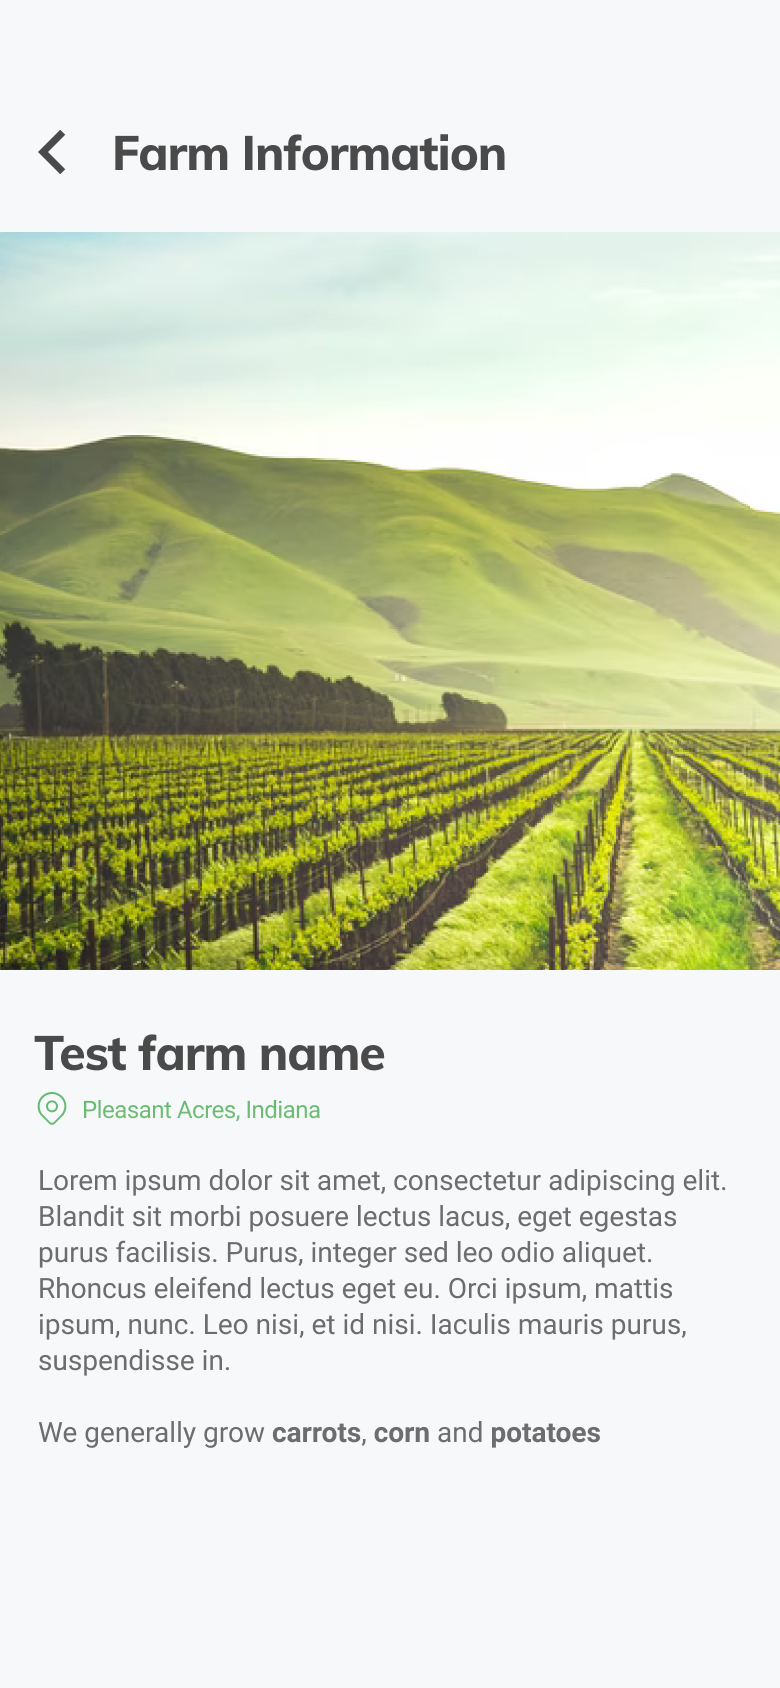 Farm Information
Test farm name
Pleasant Acres, Indiana
Lorem ipsum dolor sit amet, consectetur adipiscing elit.
Blandit sit morbi posuere lectus lacus, eget egestas
purus facilisis. Purus, integer sed leo odio aliquet.
Rhoncus eleifend lectus eget eu. Orci ipsum, mattis
ipsum, nunc. Leo nisi, et id nisi. Iaculis mauris purus,
suspendisse in.
We generally grow carrots, corn and potatoes